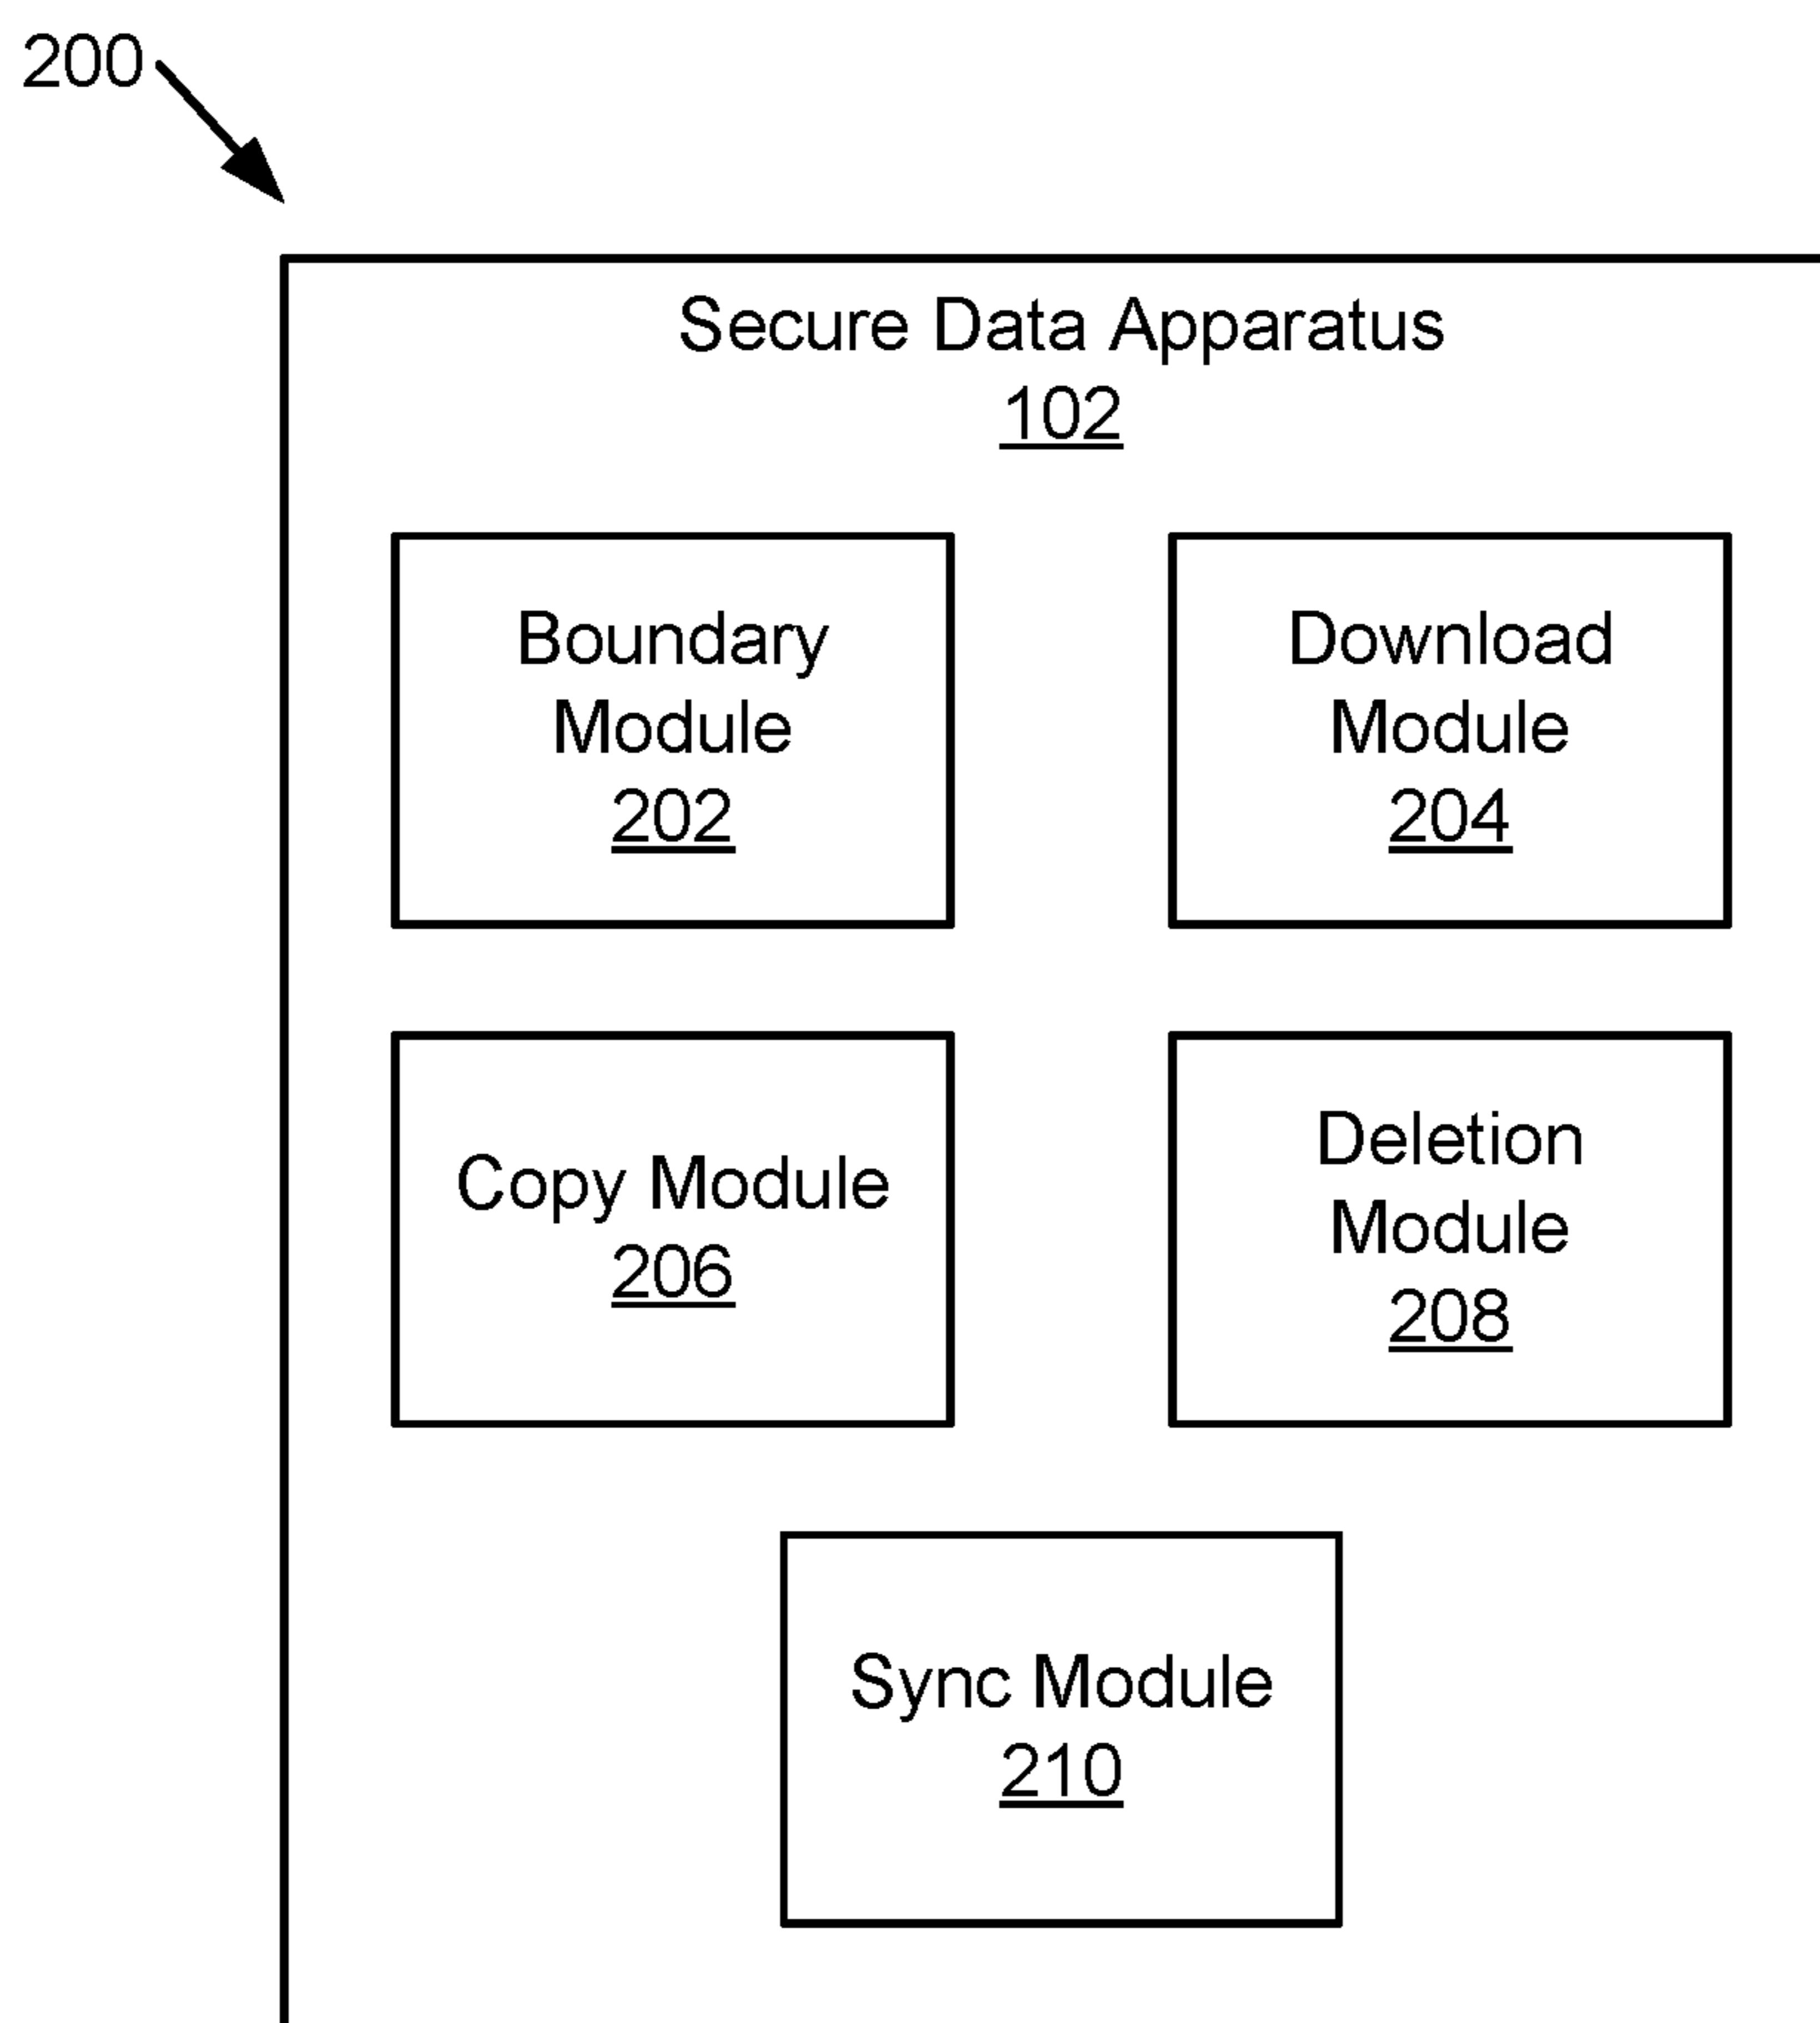 200
Secure Data Apparatus
102
Boundary
Module
202
Download
Module
204
Copy Module
206
Deletion
Module
208
Sync Module
210